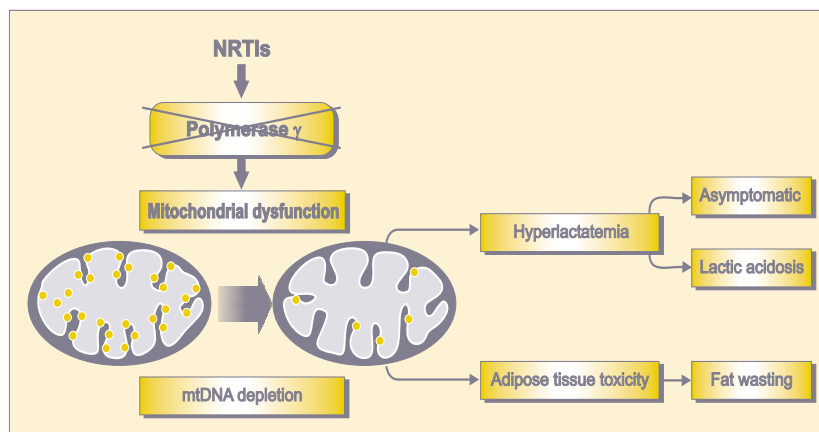 NRTIs
Polymerase γ
Mitochondrial dysfunction
Hyperlactatemia
Asymptomatic
Lactic acidosis
mtDNA depletion
Adipose tissue toxicity
Fat wasting